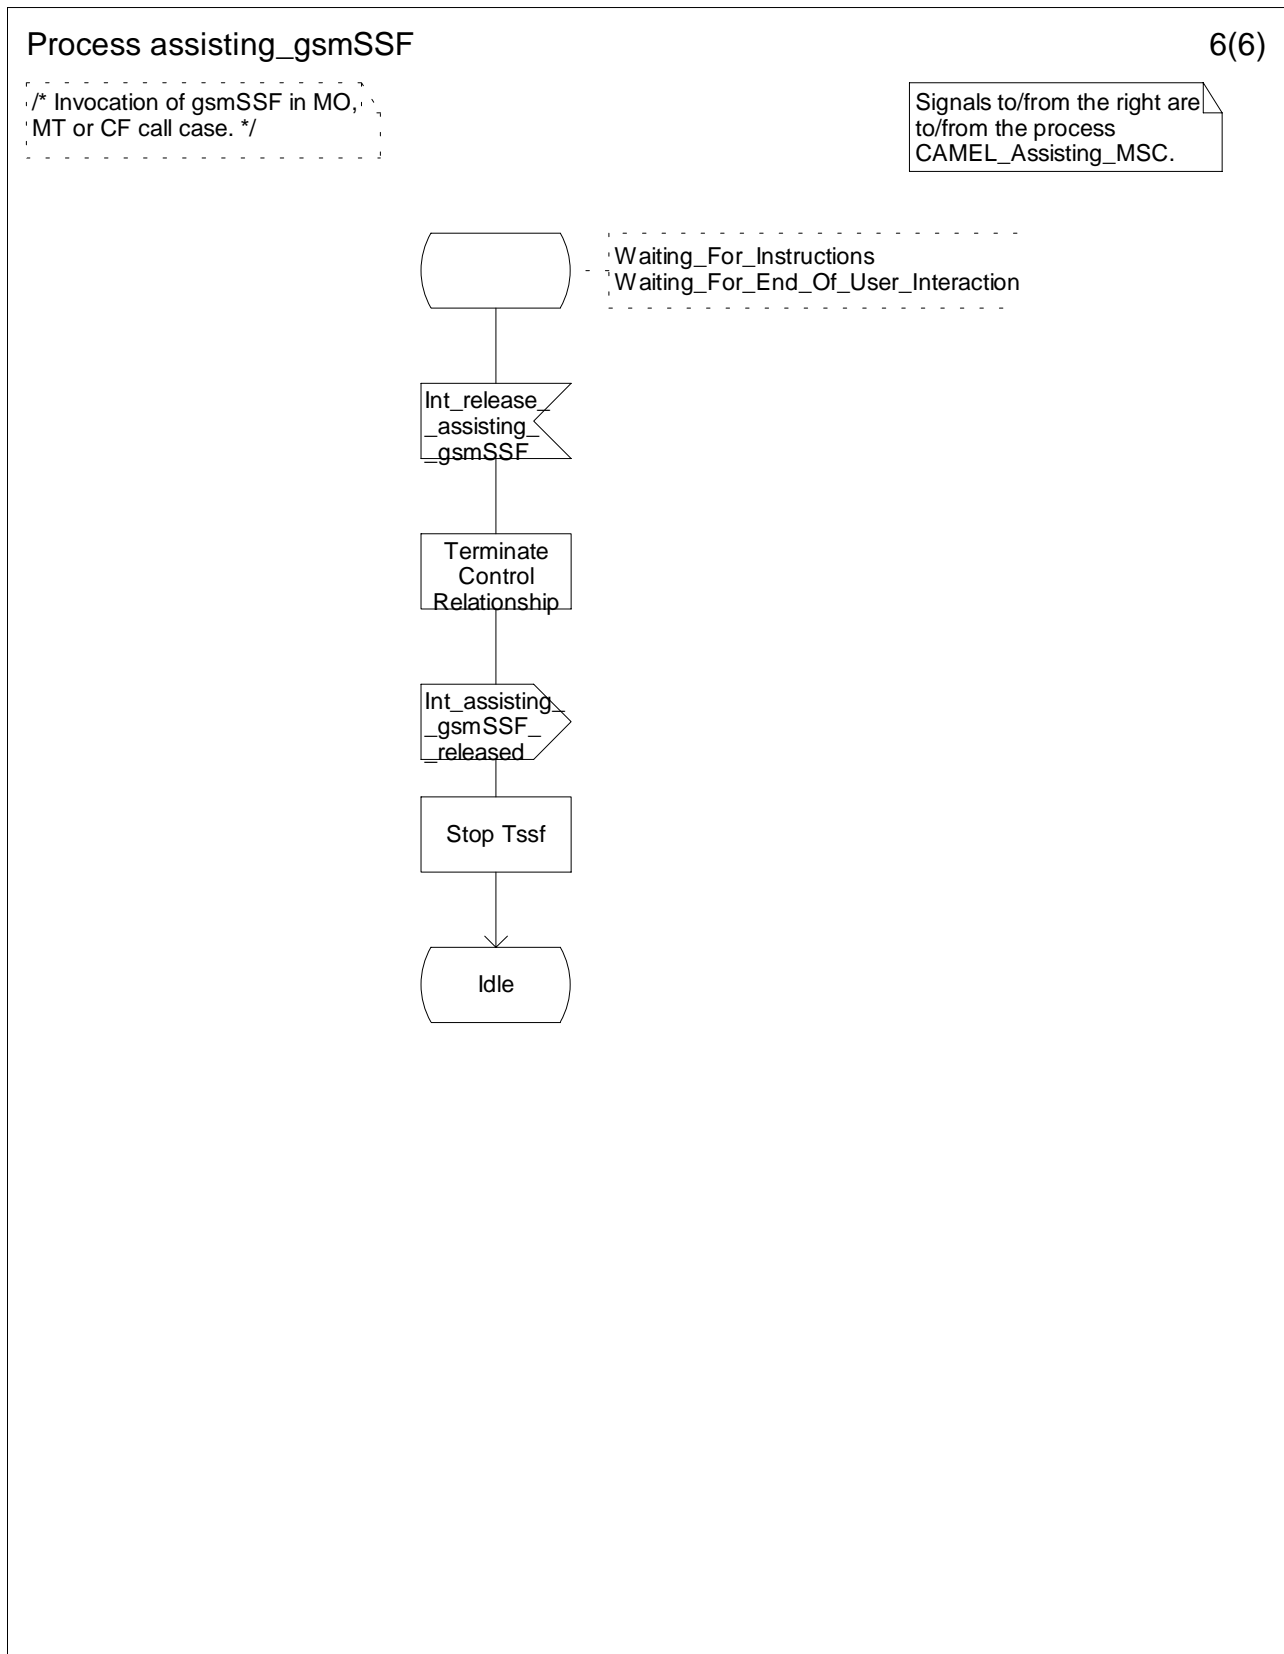 Process assisting_gsmSSF
6(6)
/* Invocation of gsmSSF in MO,
MT or CF call case. */
Signals to/from the right are
to/from the process
CAMEL_Assisting_MSC.
Waiting_For_Instructions
Waiting_For_End_Of_User_Interaction
Int_release_
_assisting_
_gsmSSF
Terminate
Control
Relationship
Int_assisting_
_gsmSSF_
_released
Stop Tssf
Idle